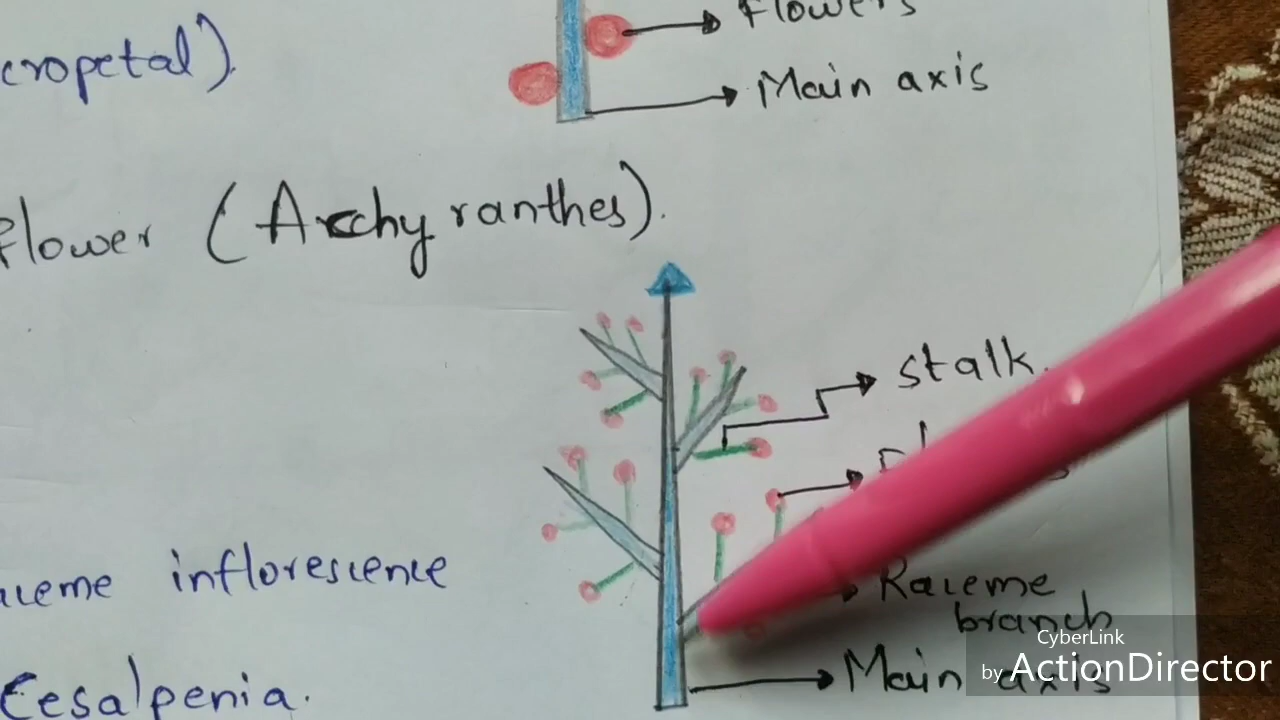 Flowers
cropetal).
Main axis
Flower (Achyranthes).
Stalk.
aceme inflorescence
Raceme
branch
CyberLink
by ActionDirector
Main axis
Cesalpenia.